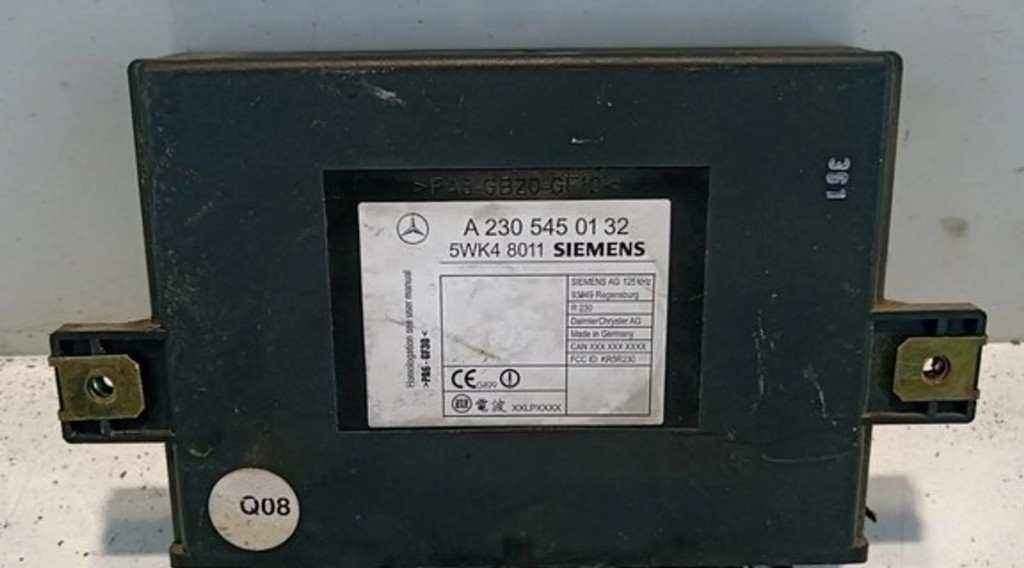 >PA6-GB20-GF10<
361
A 230 545 01 32
5WK4 8011 SIEMENS
Homologation see user manual
>PA6-GF30<
SIEMENS AG 125kHz
93049 Regensburg
R 230
DaimlerChrysler AG
Made in Germany
CAN XXX XXX XXXX
FCC ID: KR5R230
CE 0499
電波 XXLPXXXX
Q08